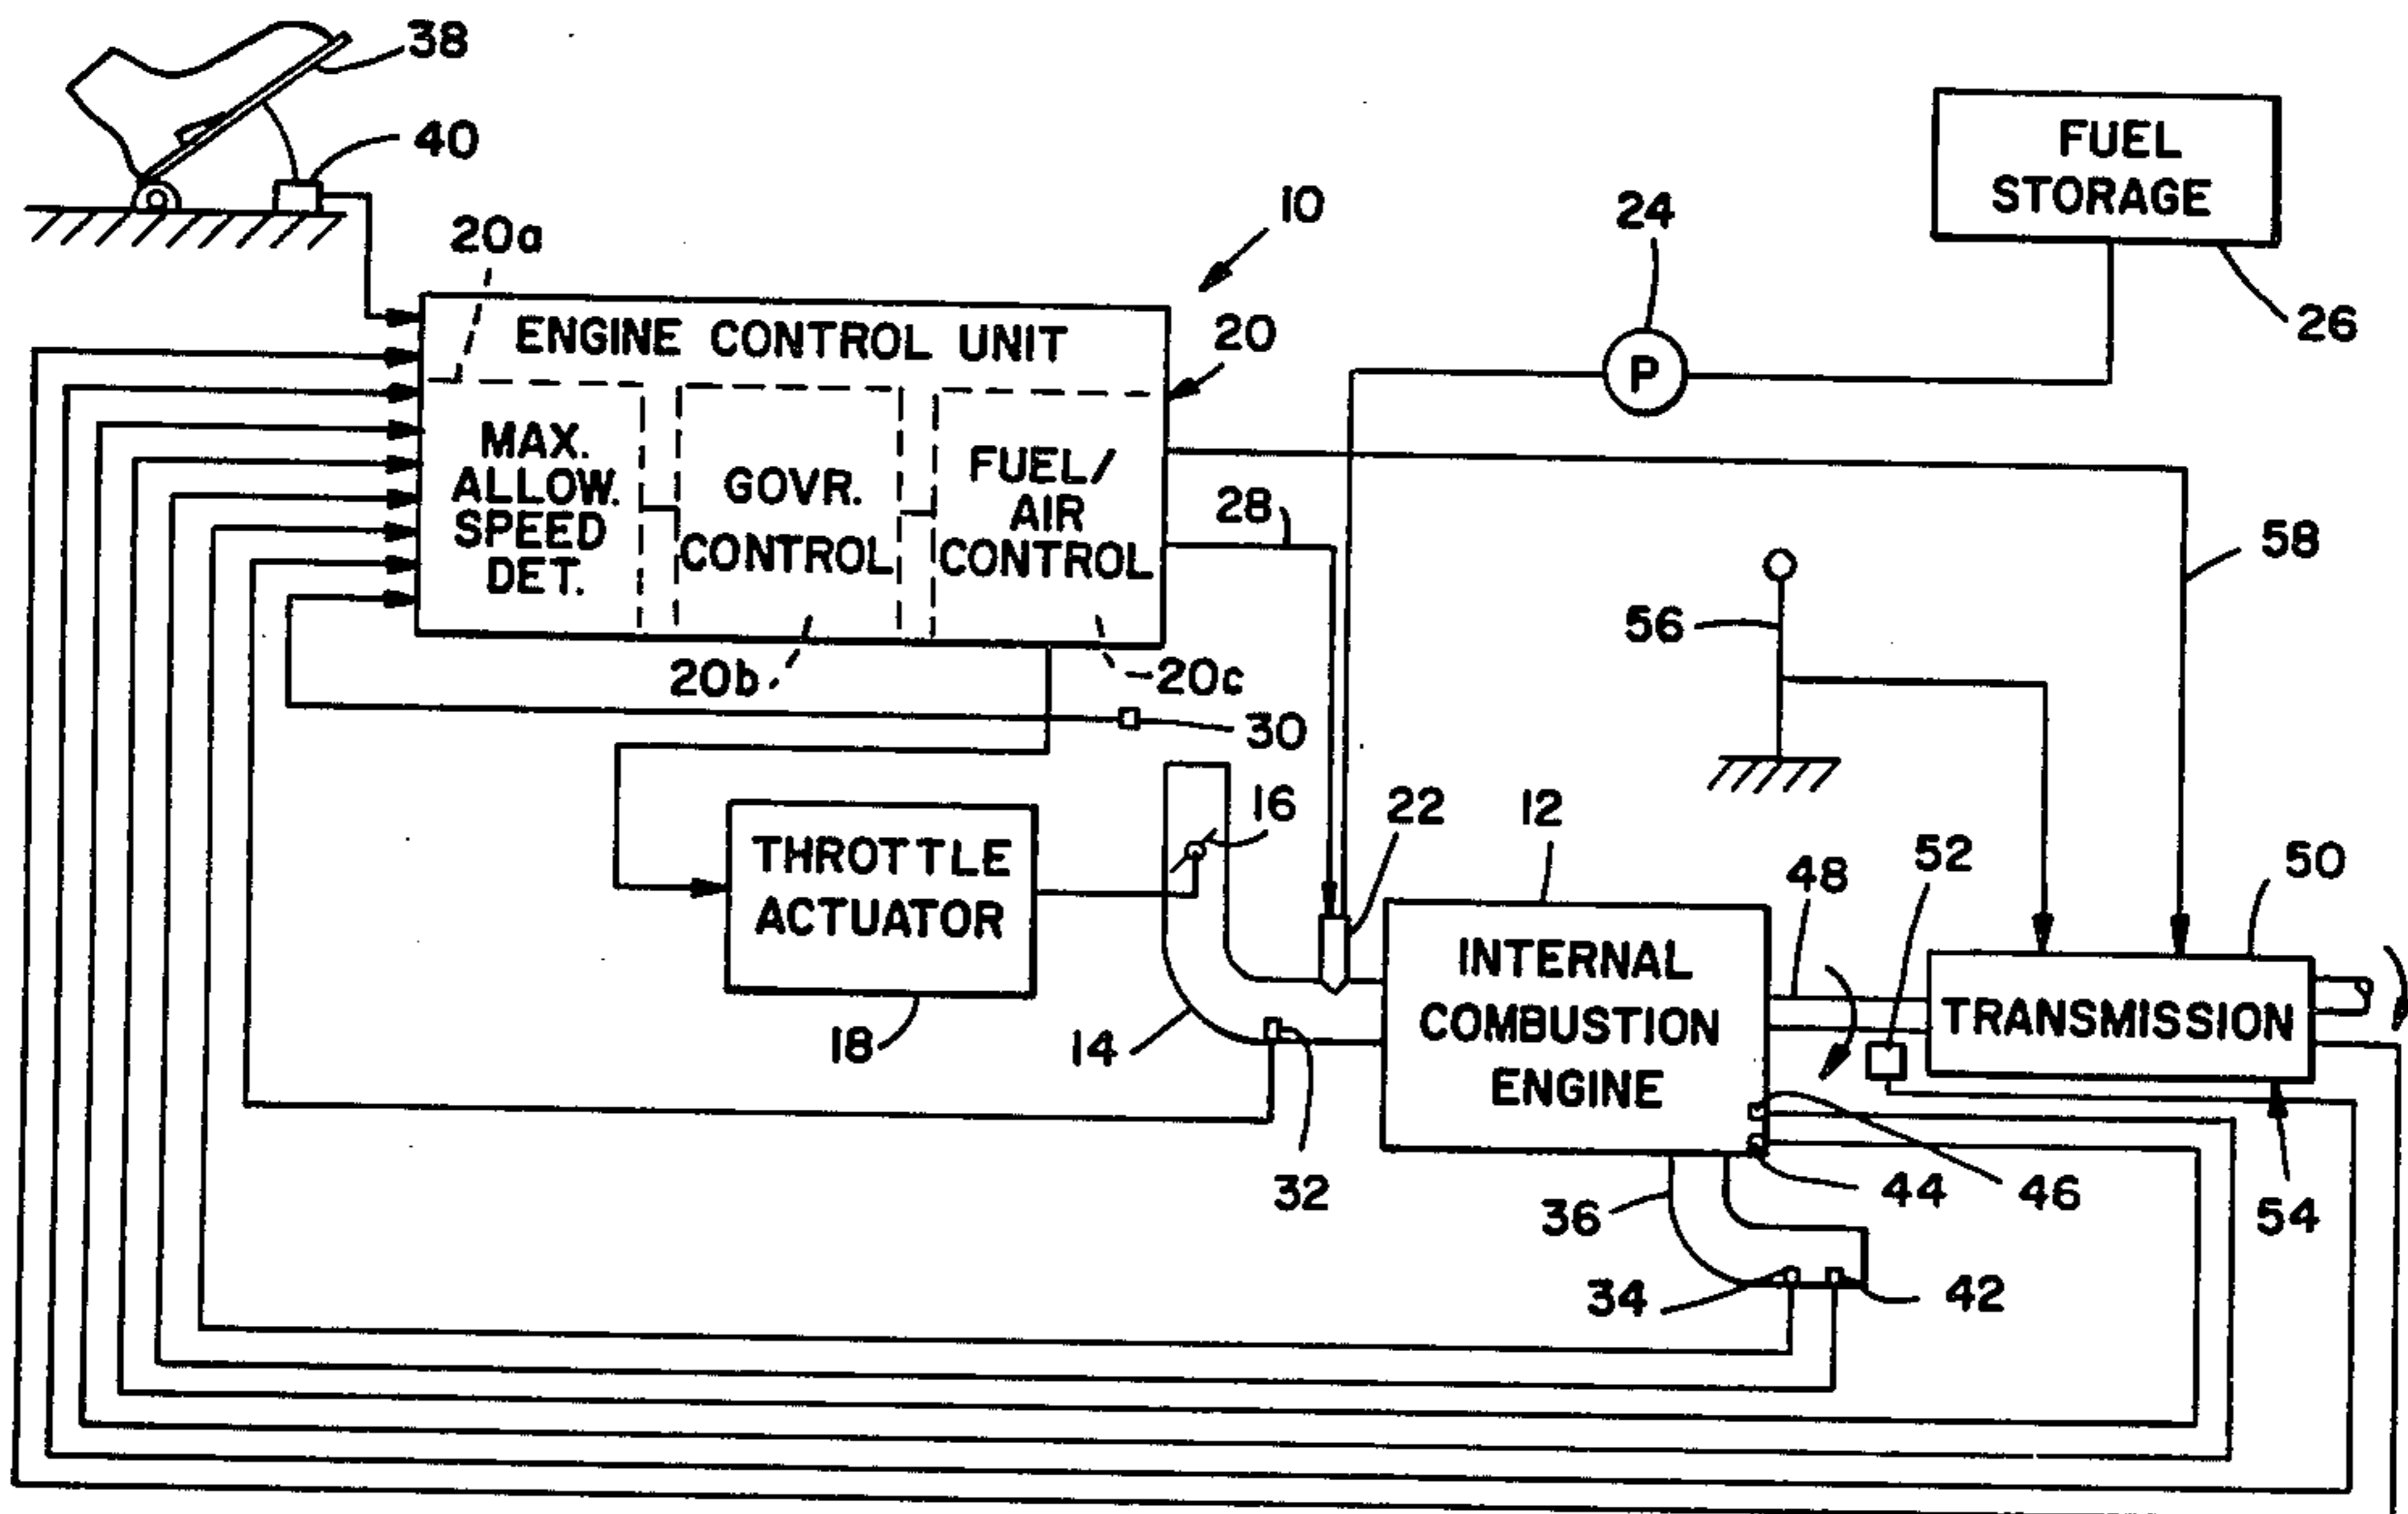 38
40
FUEL
STORAGE
26
24
P
10
20a
ENGINE CONTROL UNIT
20
MAX.
ALLOW.
SPEED
DET.
GOVR.
CONTROL
FUEL/
AIR
CONTROL
28
58
56
20b
20c
30
THROTTLE
ACTUATOR
18
16
14
22
12
INTERNAL
COMBUSTION
ENGINE
48
52
50
TRANSMISSION
32
36
44
46
54
34
42